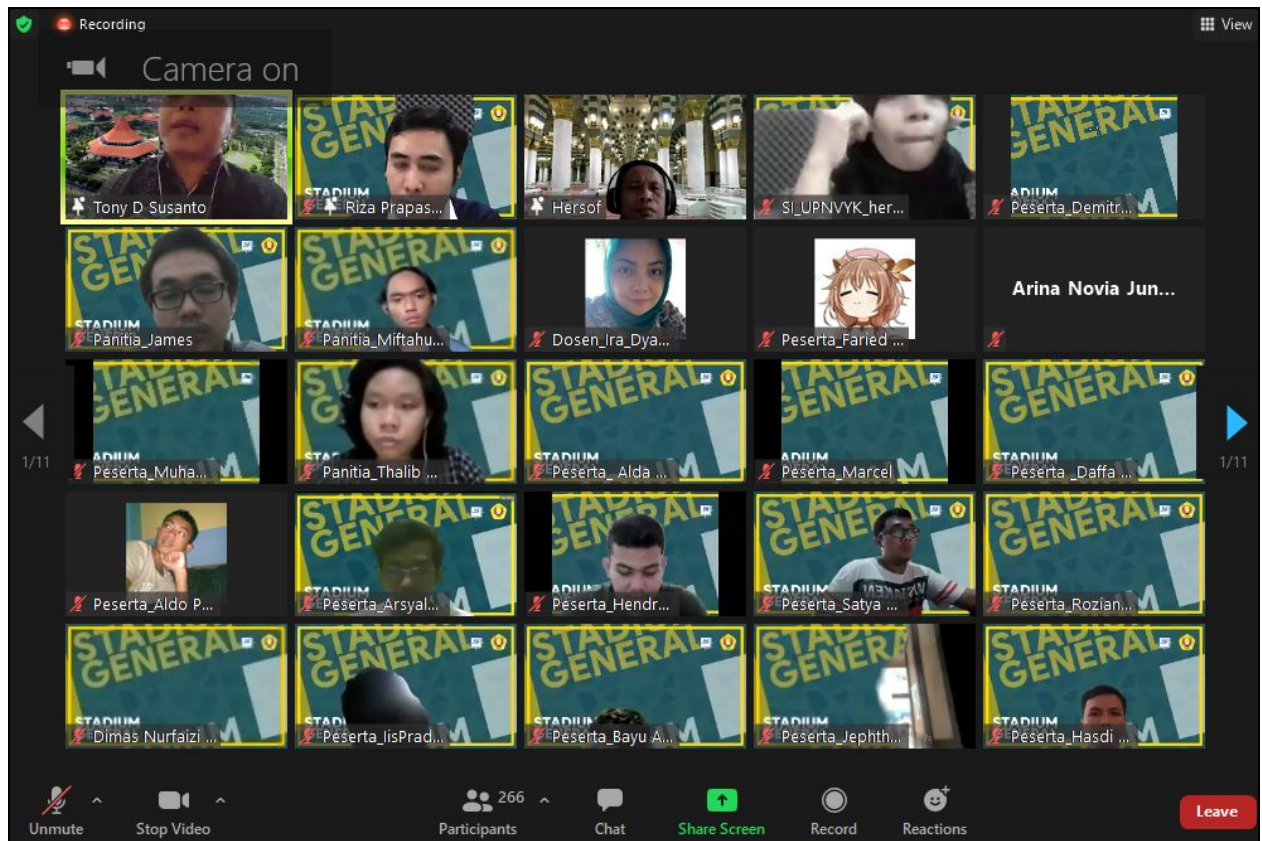 Recording
View
Camera on
STADIUM GENERAL
Tony D Susanto
Riza Prapas...
Hersof
SI_UPNVYK_her...
Peserta_Demitr...
Panitia_James
Panitia_Miftahu...
Dosen_Ira_Dya...
Peserta_Faried ...
Arina Novia Jun...
1/11
Peserta_Muha...
Panitia_Thalib ...
Peserta_ Alda ...
Peserta_Marcel
Peserta _Daffa ...
1/11
Peserta_Aldo P...
Peserta_Arsyal...
Peserta_Hendr...
Peserta_Satya ...
Peserta_Rozian...
Dimas Nurfaizi ...
Peserta_IisPrad...
Peserta_Bayu A...
Peserta_Jephth...
Peserta_Hasdi ...
Unmute
Stop Video
266
Participants
Chat
Share Screen
Record
Reactions
Leave